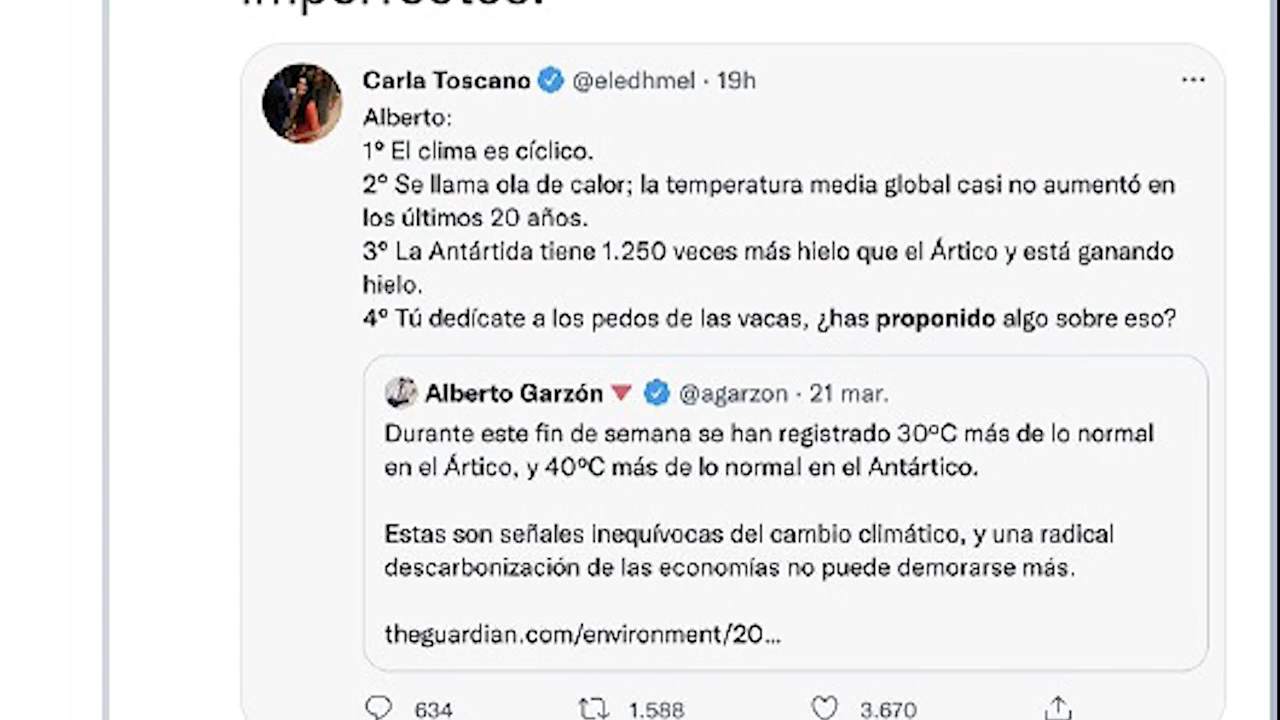 imperfectos.
Carla Toscano @eledhmel · 19h
Alberto:
1º El clima es cíclico.
2º Se llama ola de calor; la temperatura media global casi no aumentó en
los últimos 20 años.
3º La Antártida tiene 1.250 veces más hielo que el Ártico y está ganando
hielo.
4º Tú dedícate a los pedos de las vacas, ¿has proponido algo sobre eso?
Alberto Garzón @agarzon · 21 mar.
Durante este fin de semana se han registrado 30ºC más de lo normal
en el Ártico, y 40ºC más de lo normal en el Antártico.
Estas son señales inequívocas del cambio climático, y una radical
descarbonización de las economías no puede demorarse más.
theguardian.com/environment/20...
634 1.588 3.670